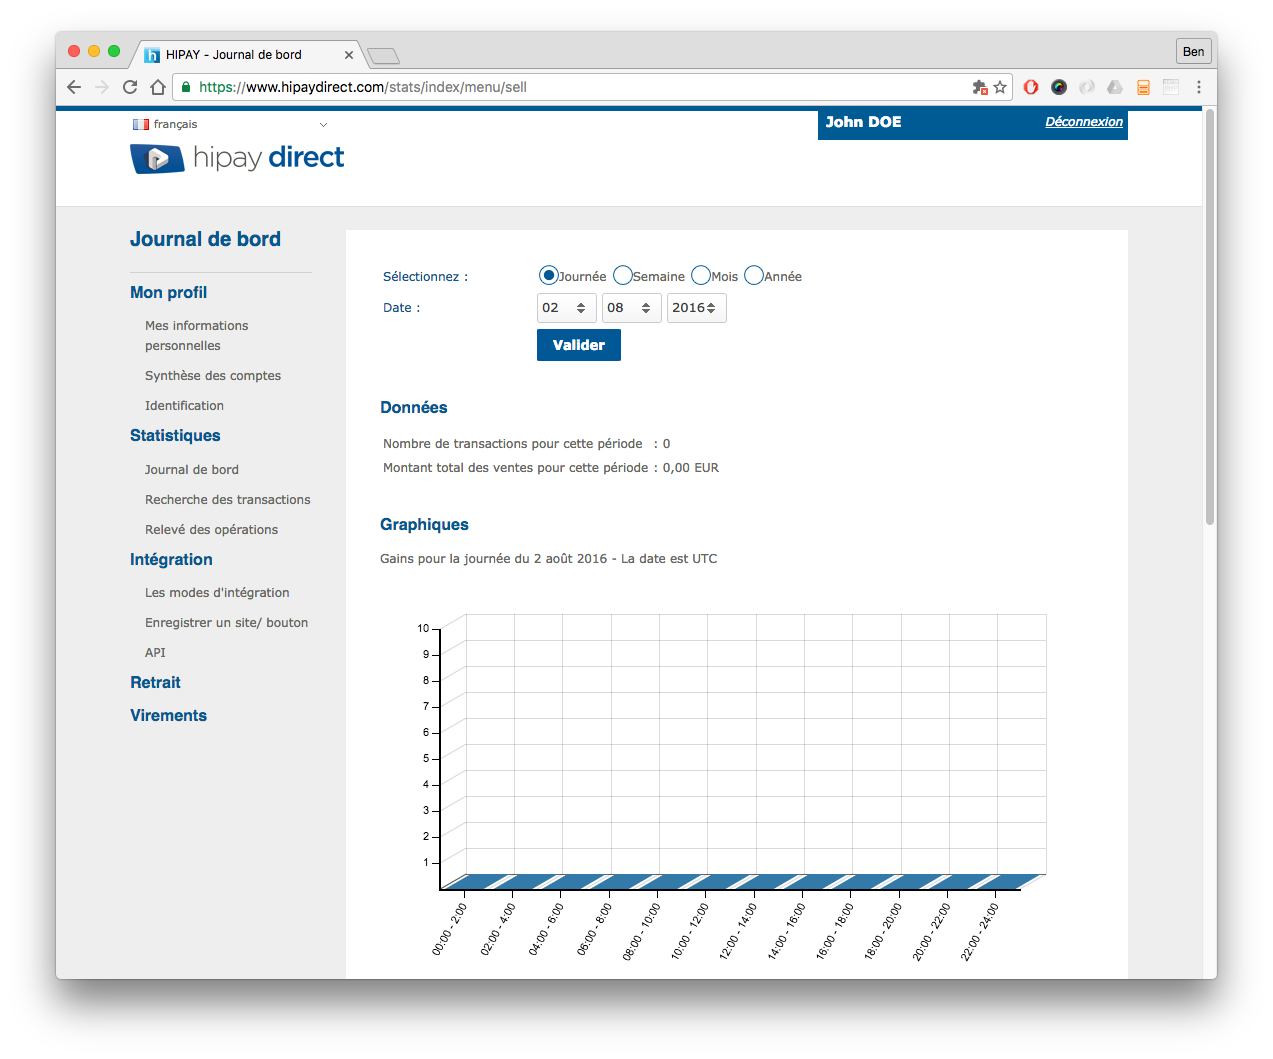 HIPAY - Journal de bord
Ben
https://www.hipaydirect.com/stats/index/menu/sell
français
John DOE
Déconnexion
hipay direct
Journal de bord
Mon profil
Mes informations
personnelles
Synthèse des comptes
Identification
Statistiques
Journal de bord
Recherche des transactions
Relevé des opérations
Intégration
Les modes d'intégration
Enregistrer un site/ bouton
API
Retrait
Virements
Sélectionnez :
Journée Semaine Mois Année
Date :
02 08 2016
Valider
Données
Nombre de transactions pour cette période : 0
Montant total des ventes pour cette période : 0,00 EUR
Graphiques
Gains pour la journée du 2 août 2016 - La date est UTC
10
9
8
7
6
5
4
3
2
1
00:00 - 2:00
02:00 - 4:00
04:00 - 6:00
06:00 - 8:00
08:00 - 10:00
10:00 - 12:00
12:00 - 14:00
14:00 - 16:00
16:00 - 18:00
18:00 - 20:00
20:00 - 22:00
22:00 - 24:00